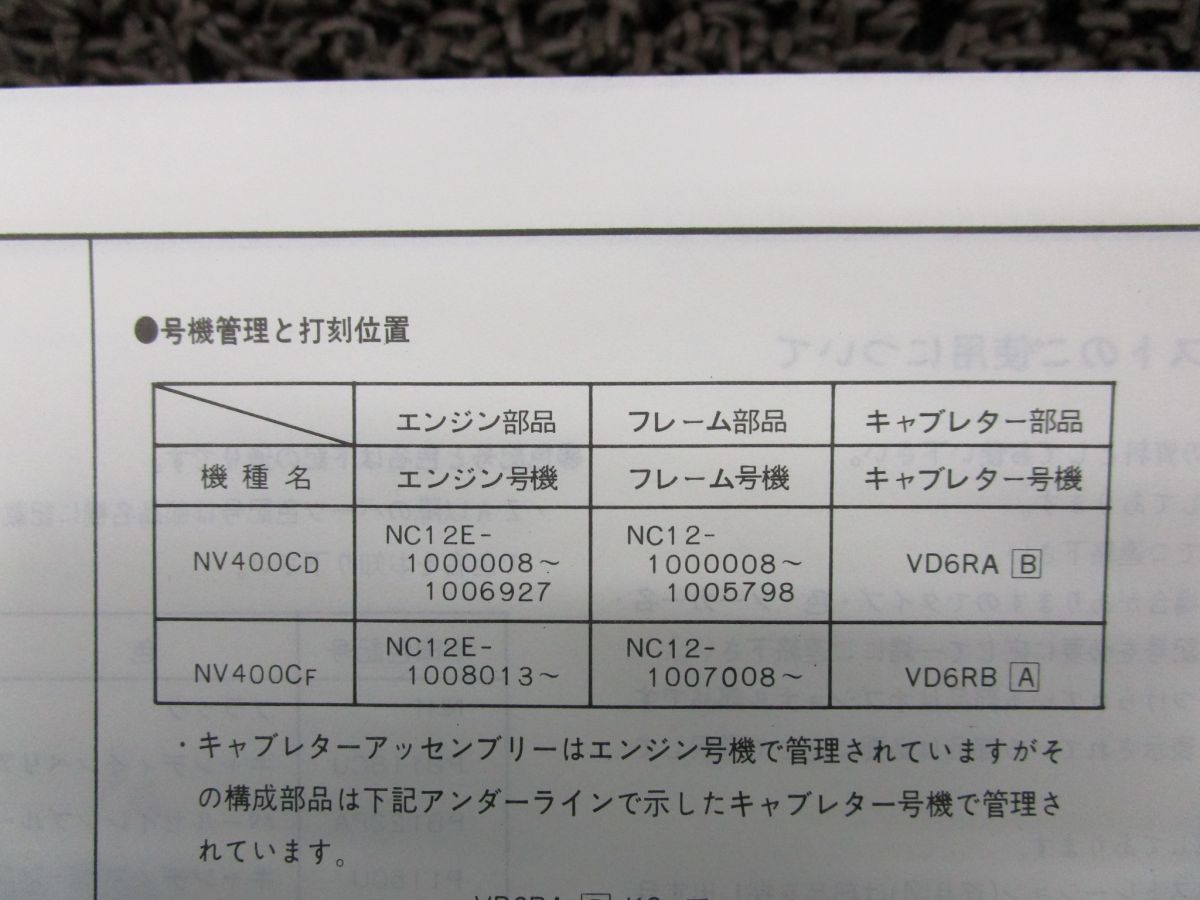 ●号機管理と打刻位置
エンジン部品 フレーム部品 キャブレター部品
機種名 エンジン号機 フレーム号機 キャブレター号機
NV400CD NC12E-1000008～1006927 NC12-1000008～1005798 VD6RA B
NV400CF NC12E-1008013～ NC12-1007008～ VD6RB A
・キャブレターアッセンブリーはエンジン号機で管理されていますがそ
の構成部品は下記アンダーラインで示したキャブレター号機で管理さ
れています。